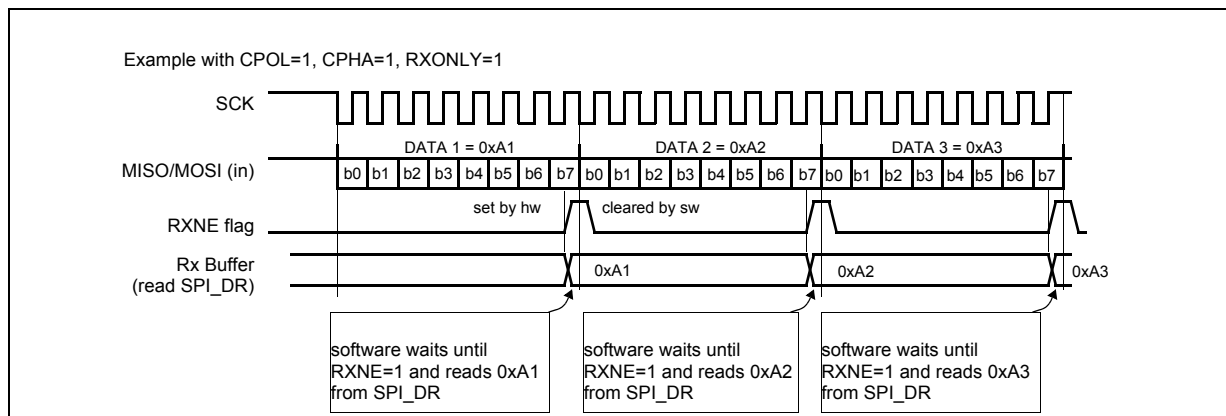 Example with CPOL=1, CPHA=1, RXONLY=1
SCK
DATA 1 = 0xA1 DATA 2 = 0xA2 DATA 3 = 0xA3
MISO/MOSI (in) b0 b1 b2 b3 b4 b5 b6 b7 b0 b1 b2 b3 b4 b5 b6 b7 b0 b1 b2 b3 b4 b5 b6 b7
set by hw cleared by sw
RXNE flag
Rx Buffer
(read SPI_DR)
0xA1 0xA2 0xA3
software waits until
RXNE=1 and reads 0xA1
from SPI_DR
software waits until
RXNE=1 and reads 0xA2
from SPI_DR
software waits until
RXNE=1 and reads 0xA3
from SPI_DR